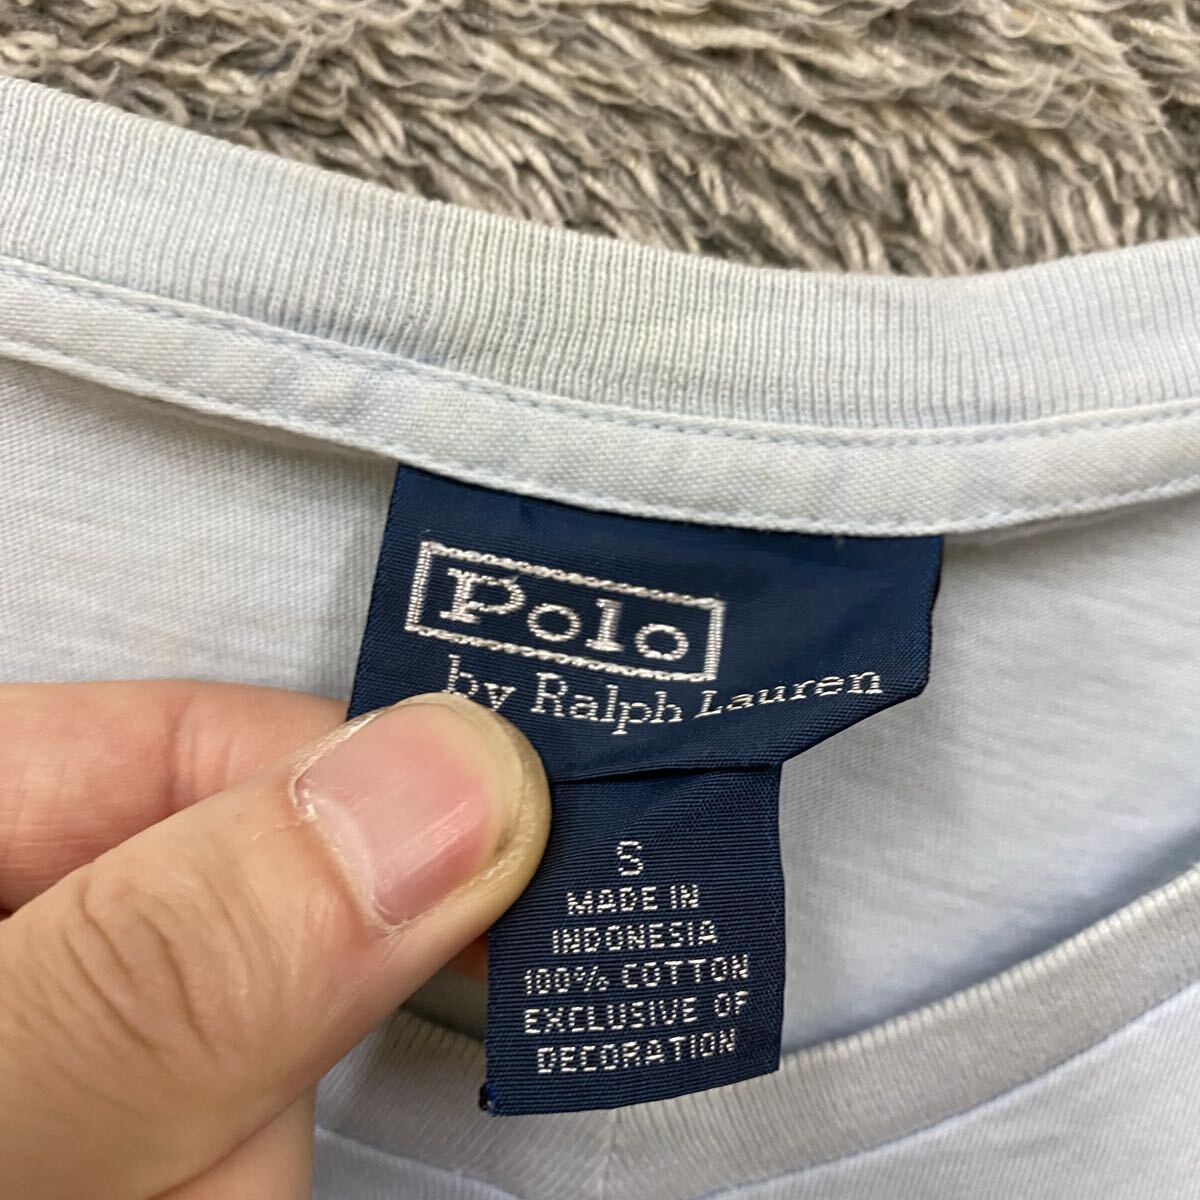 Polo
by Ralph Lauren
S
MADE IN
INDONESIA
100% COTTON
EXCLUSIVE OF
DECORATION